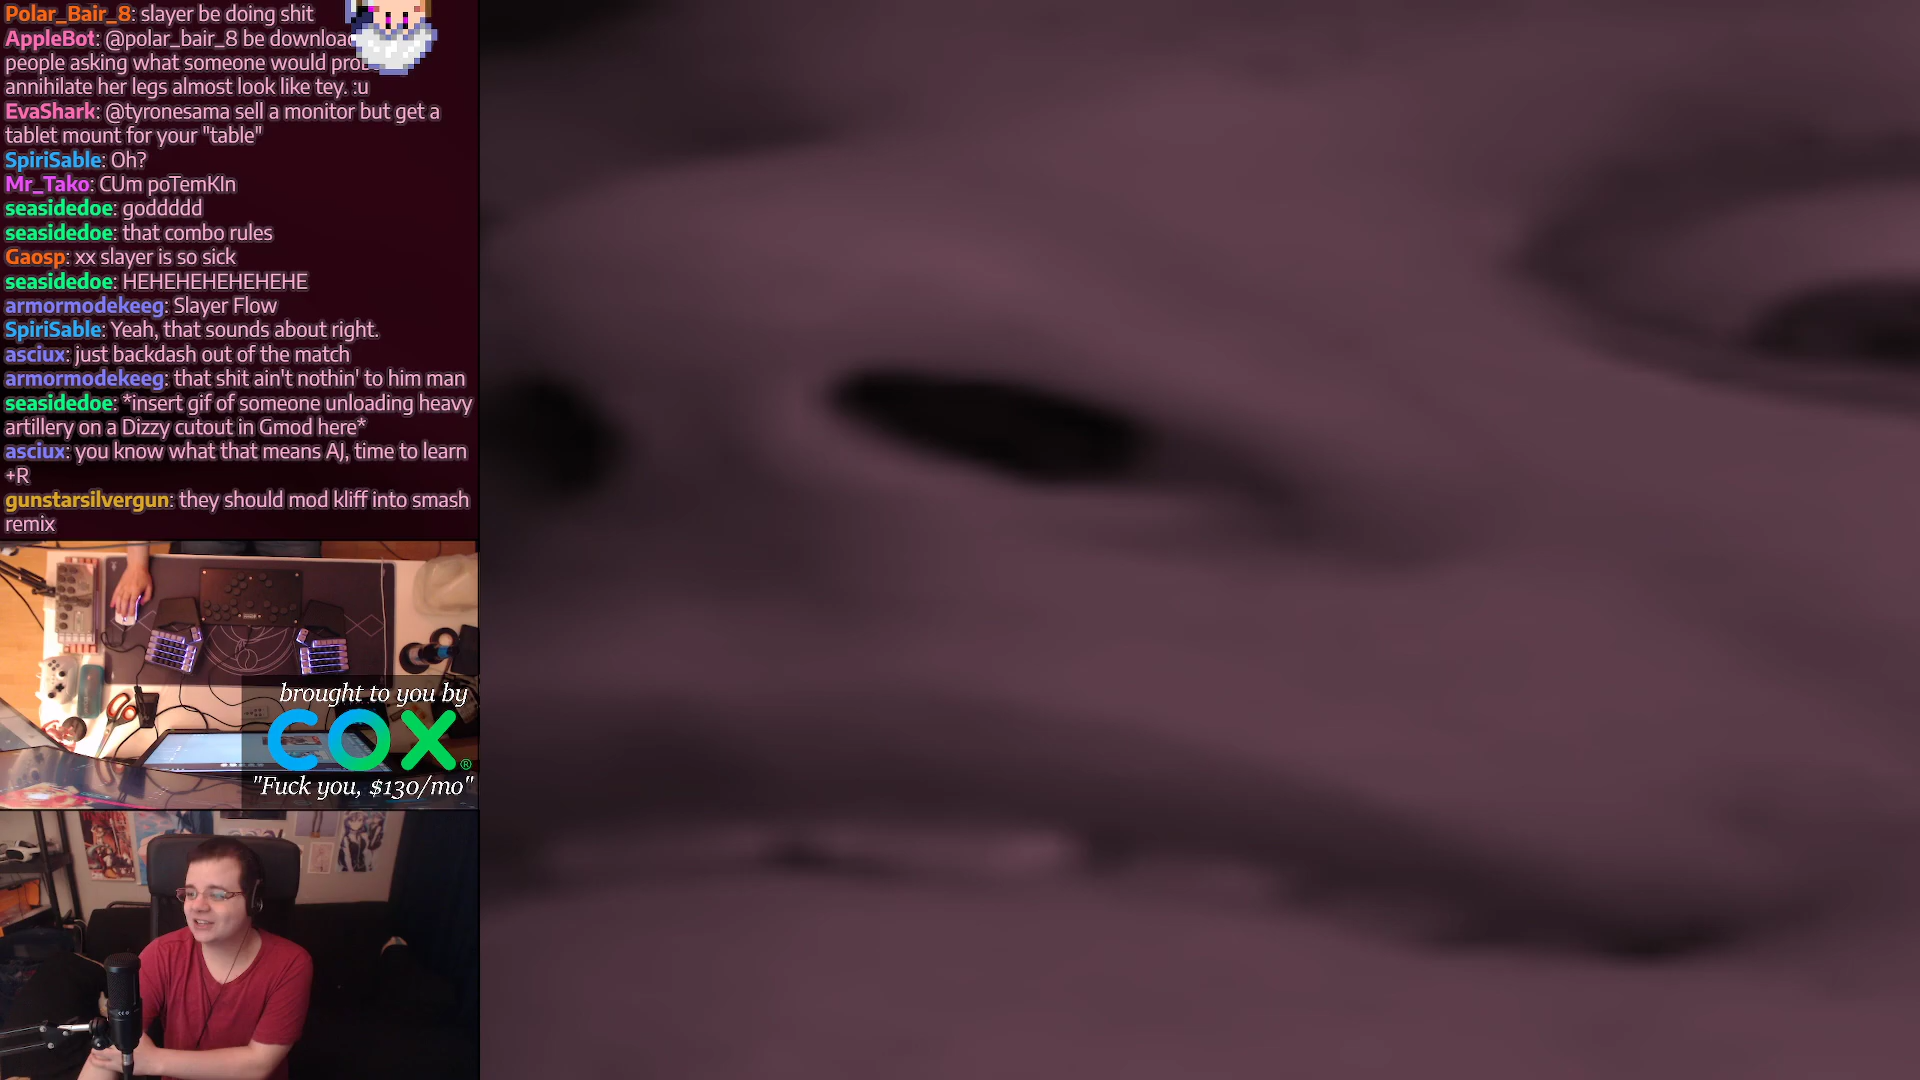 Polar_Bair_8: slayer be doing shit
AppleBot: @polar_bair_8 be
people asking what someone would
annihilate her legs almost look like tey. :u
EvaShark: @tyronesama sell a monitor but get a
tablet mount for your "table"
SpiriSable: Oh?
Mr_Tako: CUm poTemKIn
seasidedoe: goddddd
seasidedoe: that combo rules
Gaosp: xx slayer is so sick
seasidedoe: HEHEHEHEHEHEHE
armormodekeeg: Slayer Flow
SpiriSable: Yeah, that sounds about right.
asciux: just backdash out of the match
armormodekeeg: that shit ain't nothin' to him man
seasidedoe: *insert gif of someone unloading heavy
artillery on a Dizzy cutout in Gmod here*
asciux: you know what that means AJ, time to learn
+R
gunstarsilvergun: they should mod kliff into smash
remix
brought to you by
COX®
"Fuck you, $130/mo"